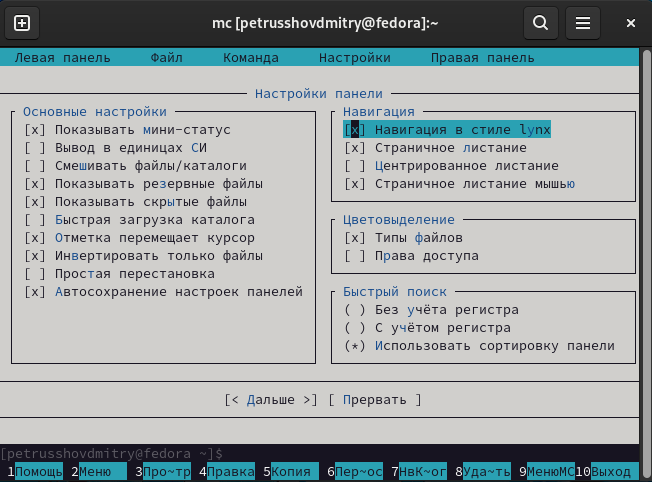 mc [petrusshovdmitry@fedora]:~
Левая панель Файл Команда Настройки Правая панель
Настройки панели
Основные настройки
[x] Показывать мини-статус
[ ] Вывод в единицах СИ
[ ] Смешивать файлы/каталоги
[x] Показывать резервные файлы
[x] Показывать скрытые файлы
[ ] Быстрая загрузка каталога
[x] Отметка перемещает курсор
[x] Инвертировать только файлы
[ ] Простая перестановка
[x] Автосохранение настроек панелей
Навигация
[x] Навигация в стиле lynx
[x] Страничное листание
[ ] Центрированное листание
[x] Страничное листание мышью
Цветовыделение
[x] Типы файлов
[ ] Права доступа
Быстрый поиск
( ) Без учёта регистра
( ) С учётом регистра
(*) Использовать сортировку панели
[< Дальше >] [ Прервать ]
[petrusshovdmitry@fedora ~]$
1Помощь 2Меню 3Про~тр 4Правка 5Копия 6Пер~ос 7НвК~ог 8Уда~ть 9МенюМС10Выход